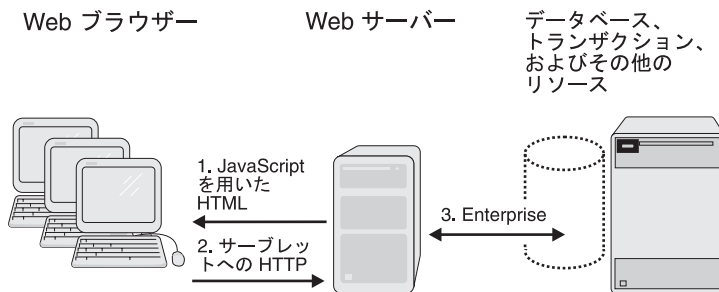 Web ブラウザー
Web サーバー
データベース、
トランザクション、
およびその他の
リソース
1. JavaScript
を用いた
HTML
2. サーブレッ
トへの HTTP
3. Enterprise